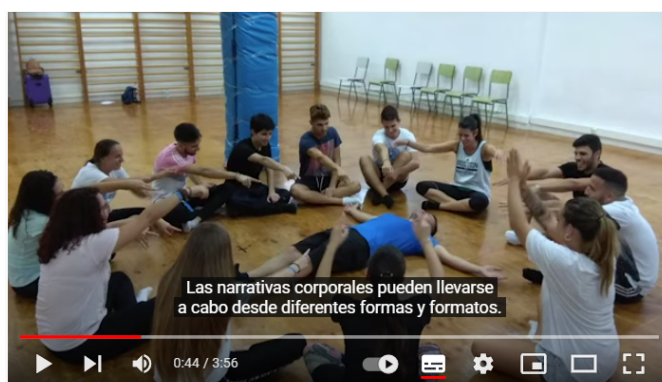 Las narrativas corporales pueden llevarse
a cabo desde diferentes formas y formatos.
0:44 / 3:56